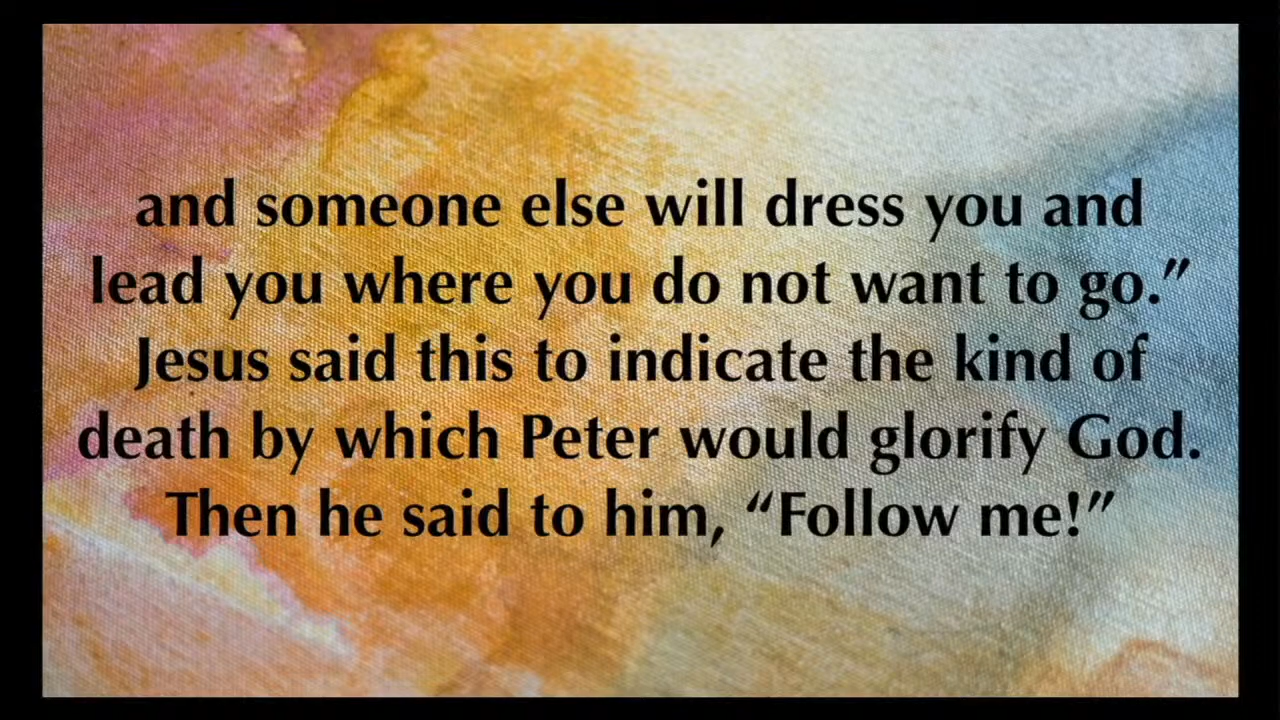 and someone else will dress you and
lead you where you do not want to go.”
Jesus said this to indicate the kind of
death by which Peter would glorify God.
Then he said to him, “Follow me!”